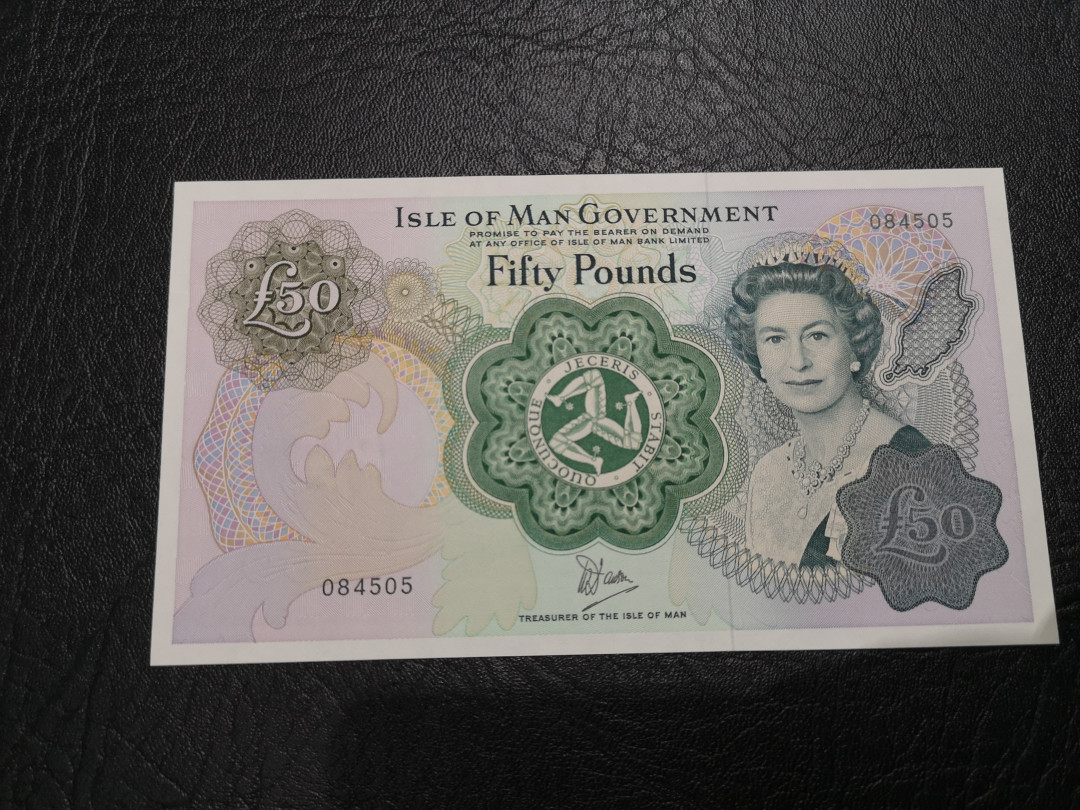 ISLE OF MAN GOVERNMENT
PROMISE TO PAY THE BEARER ON DEMAND
AT ANY OFFICE OF ISLE OF MAN BANK LIMITED
Fifty Pounds
084505
£50
QUOCUNQUE · JECERIS · STABIT ·
£50
084505
TREASURER OF THE ISLE OF MAN